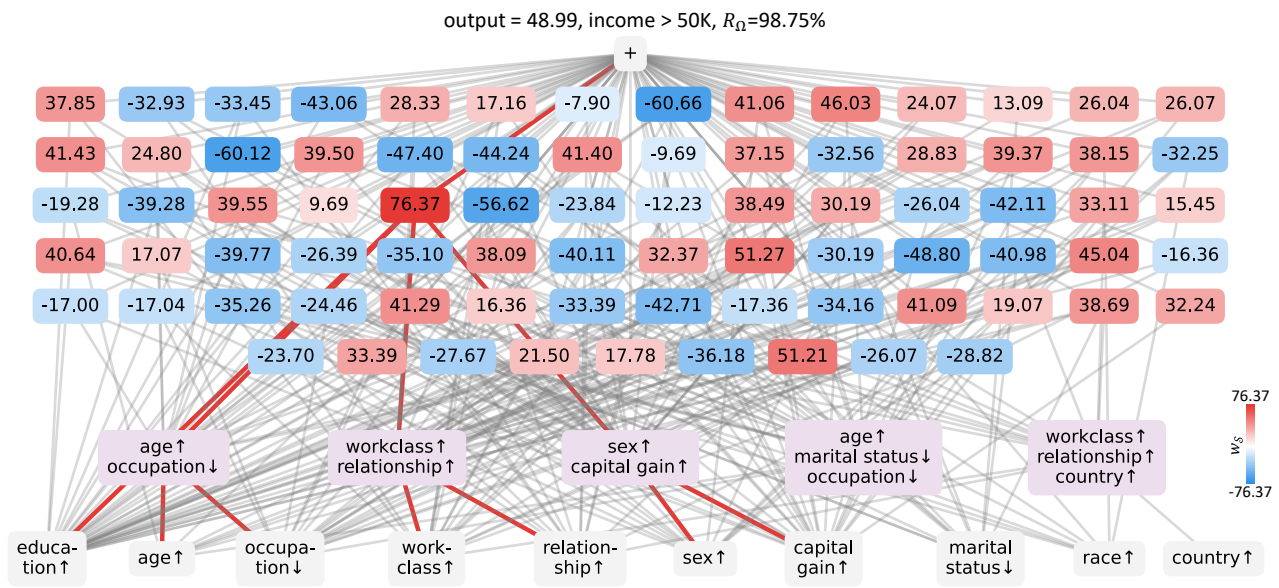 output = 48.99, income > 50K, R_Ω=98.75%
+
37.85 -32.93 -33.45 -43.06 28.33 17.16 -7.90 -60.66 41.06 46.03 24.07 13.09 26.04 26.07
41.43 24.80 -60.12 39.50 -47.40 -44.24 41.40 -9.69 37.15 -32.56 28.83 39.37 38.15 -32.25
-19.28 -39.28 39.55 9.69 76.37 -56.62 -23.84 -12.23 38.49 30.19 -26.04 -42.11 33.11 15.45
40.64 17.07 -39.77 -26.39 -35.10 38.09 -40.11 32.37 51.27 -30.19 -48.80 -40.98 45.04 -16.36
-17.00 -17.04 -35.26 -24.46 41.29 16.36 -33.39 -42.71 -17.36 -34.16 41.09 19.07 38.69 32.24
-23.70 33.39 -27.67 21.50 17.78 -36.18 51.21 -26.07 -28.82
76.37
w_S
-76.37
age↑
occupation↓
workclass↑
relationship↑
sex↑
capital gain↑
age↑
marital status↓
occupation↓
workclass↑
relationship↑
country↑
educa-
tion↑
age↑
occupa-
tion↓
work-
class↑
relation-
ship↑
sex↑
capital
gain↑
marital
status↓
race↑
country↑